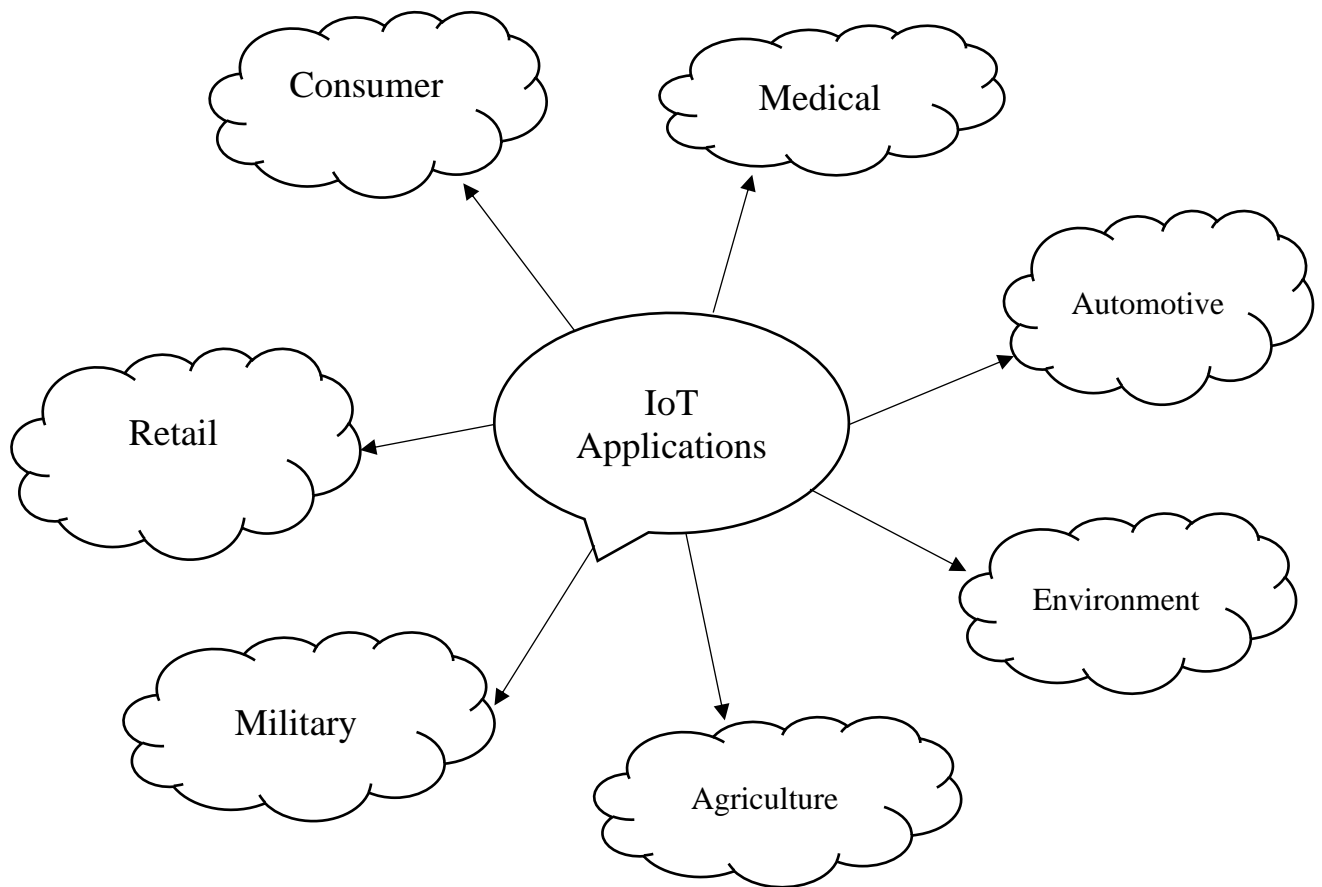 Consumer
Medical
Automotive
IoT
Applications
Retail
Environment
Military
Agriculture